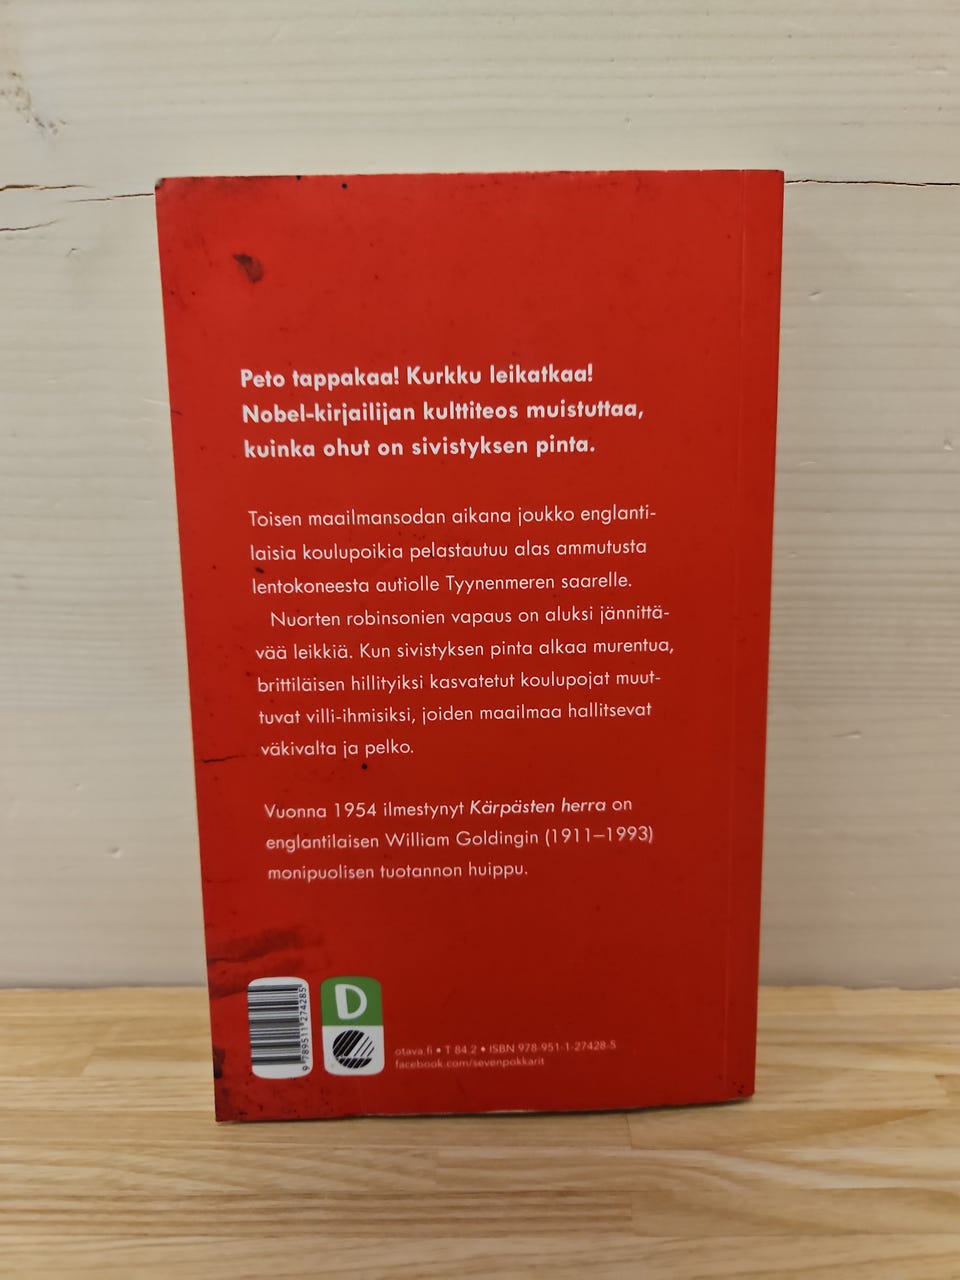 Peto tappakaa! Kurkku leikatkaa!
Nobel-kirjailijan kulttiteos muistuttaa,
kuinka ohut on sivistyksen pinta.
Toisen maailmansodan aikana joukko englanti-
laisia koulupoikia pelastautuu alas ammutusta
lentokoneesta autiolle Tyynenmeren saarelle.
Nuorten robinsonien vapaus on aluksi jännittä-
vää leikkiä. Kun sivistyksen pinta alkaa murentua,
brittiläisen hillityiksi kasvatetut koulupojat muut-
tuvat villi-ihmisiksi, joiden maailmaa hallitsevat
väkivalta ja pelko.
Vuonna 1954 ilmestynyt Kärpästen herra on
englantilaisen William Goldingin (1911–1993)
monipuolisen tuotannon huippu.
9 789511 274285
D
otava.fi • T 84.2 • ISBN 978-951-1-27428-5
facebook.com/sevenpokkarit